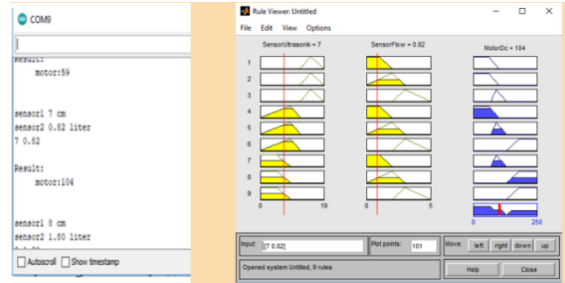 COM9
Result:
motor:59
sensor1 7 cm
sensor2 0.82 liter
7 0.82
Result:
motor:104
sensor1 8 cm
sensor2 1.80 liter
Autoscroll Show timestamp
Rule Viewer: Untitled
File Edit View Options
SensorUltrasonik = 7 SensorFlow = 0.82 MotorDc = 104
1
2
3
4
5
6
7
8
9
0 19 0 5
0 250
Input: [7 0.82] Plot points: 101 Move: left right down up
Opened system Untitled, 9 rules Help Close